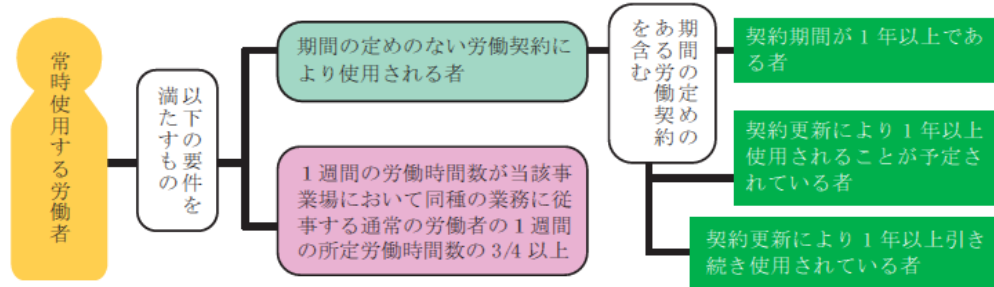 常時使用する労働者
以下の要件を
満たすもの
期間の定めのない労働契約に
より使用される者
1週間の労働時間数が当該事
業場において同種の業務に従
事する通常の労働者の1週間
の所定労働時間数の3/4以上
期間の定めの
ある労働契約
を含む
契約期間が1年以上であ
る者
契約更新により1年以上
使用されることが予定さ
れている者
契約更新により1年以上引き
続き使用されている者